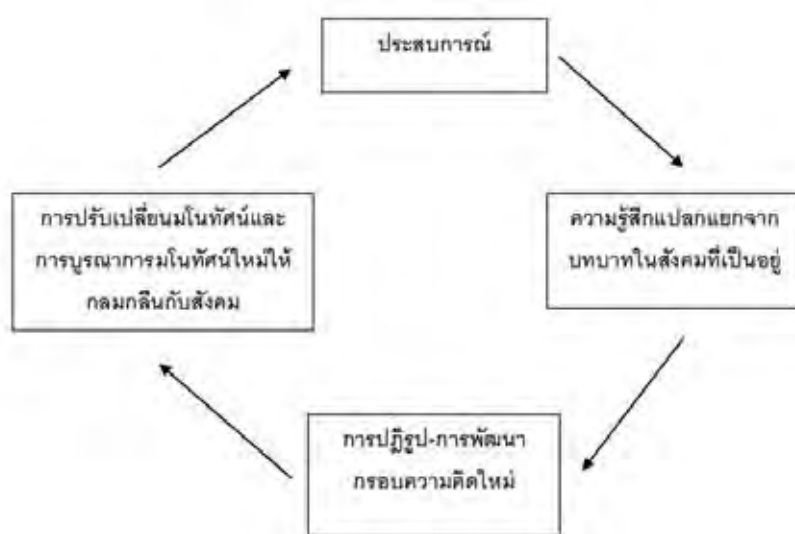 ประสบการณ์
ความรู้สึกแปลกแยกจาก
บทบาทในสังคมที่เป็นอยู่
การปฏิรูป-การพัฒนา
กรอบความคิดใหม่
การปรับเปลี่ยนมโนทัศน์และ
การบูรณาการมโนทัศน์ใหม่ให้
กลมกลืนกับสังคม